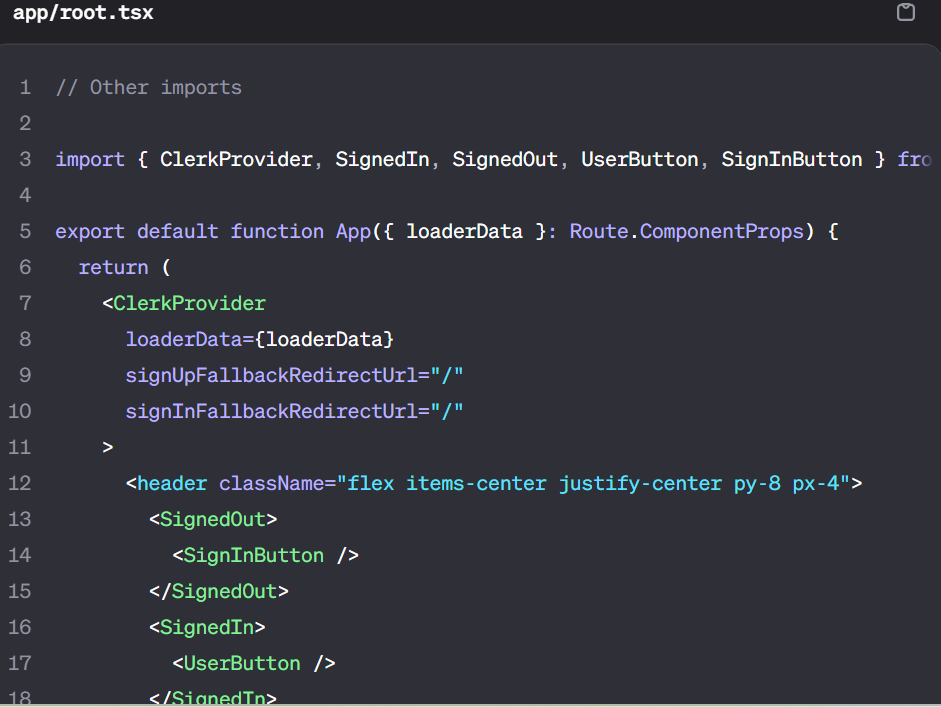 app/root.tsx
1 // Other imports
2
3 import { ClerkProvider, SignedIn, SignedOut, UserButton, SignInButton } fro
4
5 export default function App({ loaderData }: Route.ComponentProps) {
6 return (
7 <ClerkProvider
8 loaderData={loaderData}
9 signUpFallbackRedirectUrl="/"
10 signInFallbackRedirectUrl="/"
11 >
12 <header className="flex items-center justify-center py-8 px-4">
13 <SignedOut>
14 <SignInButton />
15 </SignedOut>
16 <SignedIn>
17 <UserButton />
18 </SignedIn>